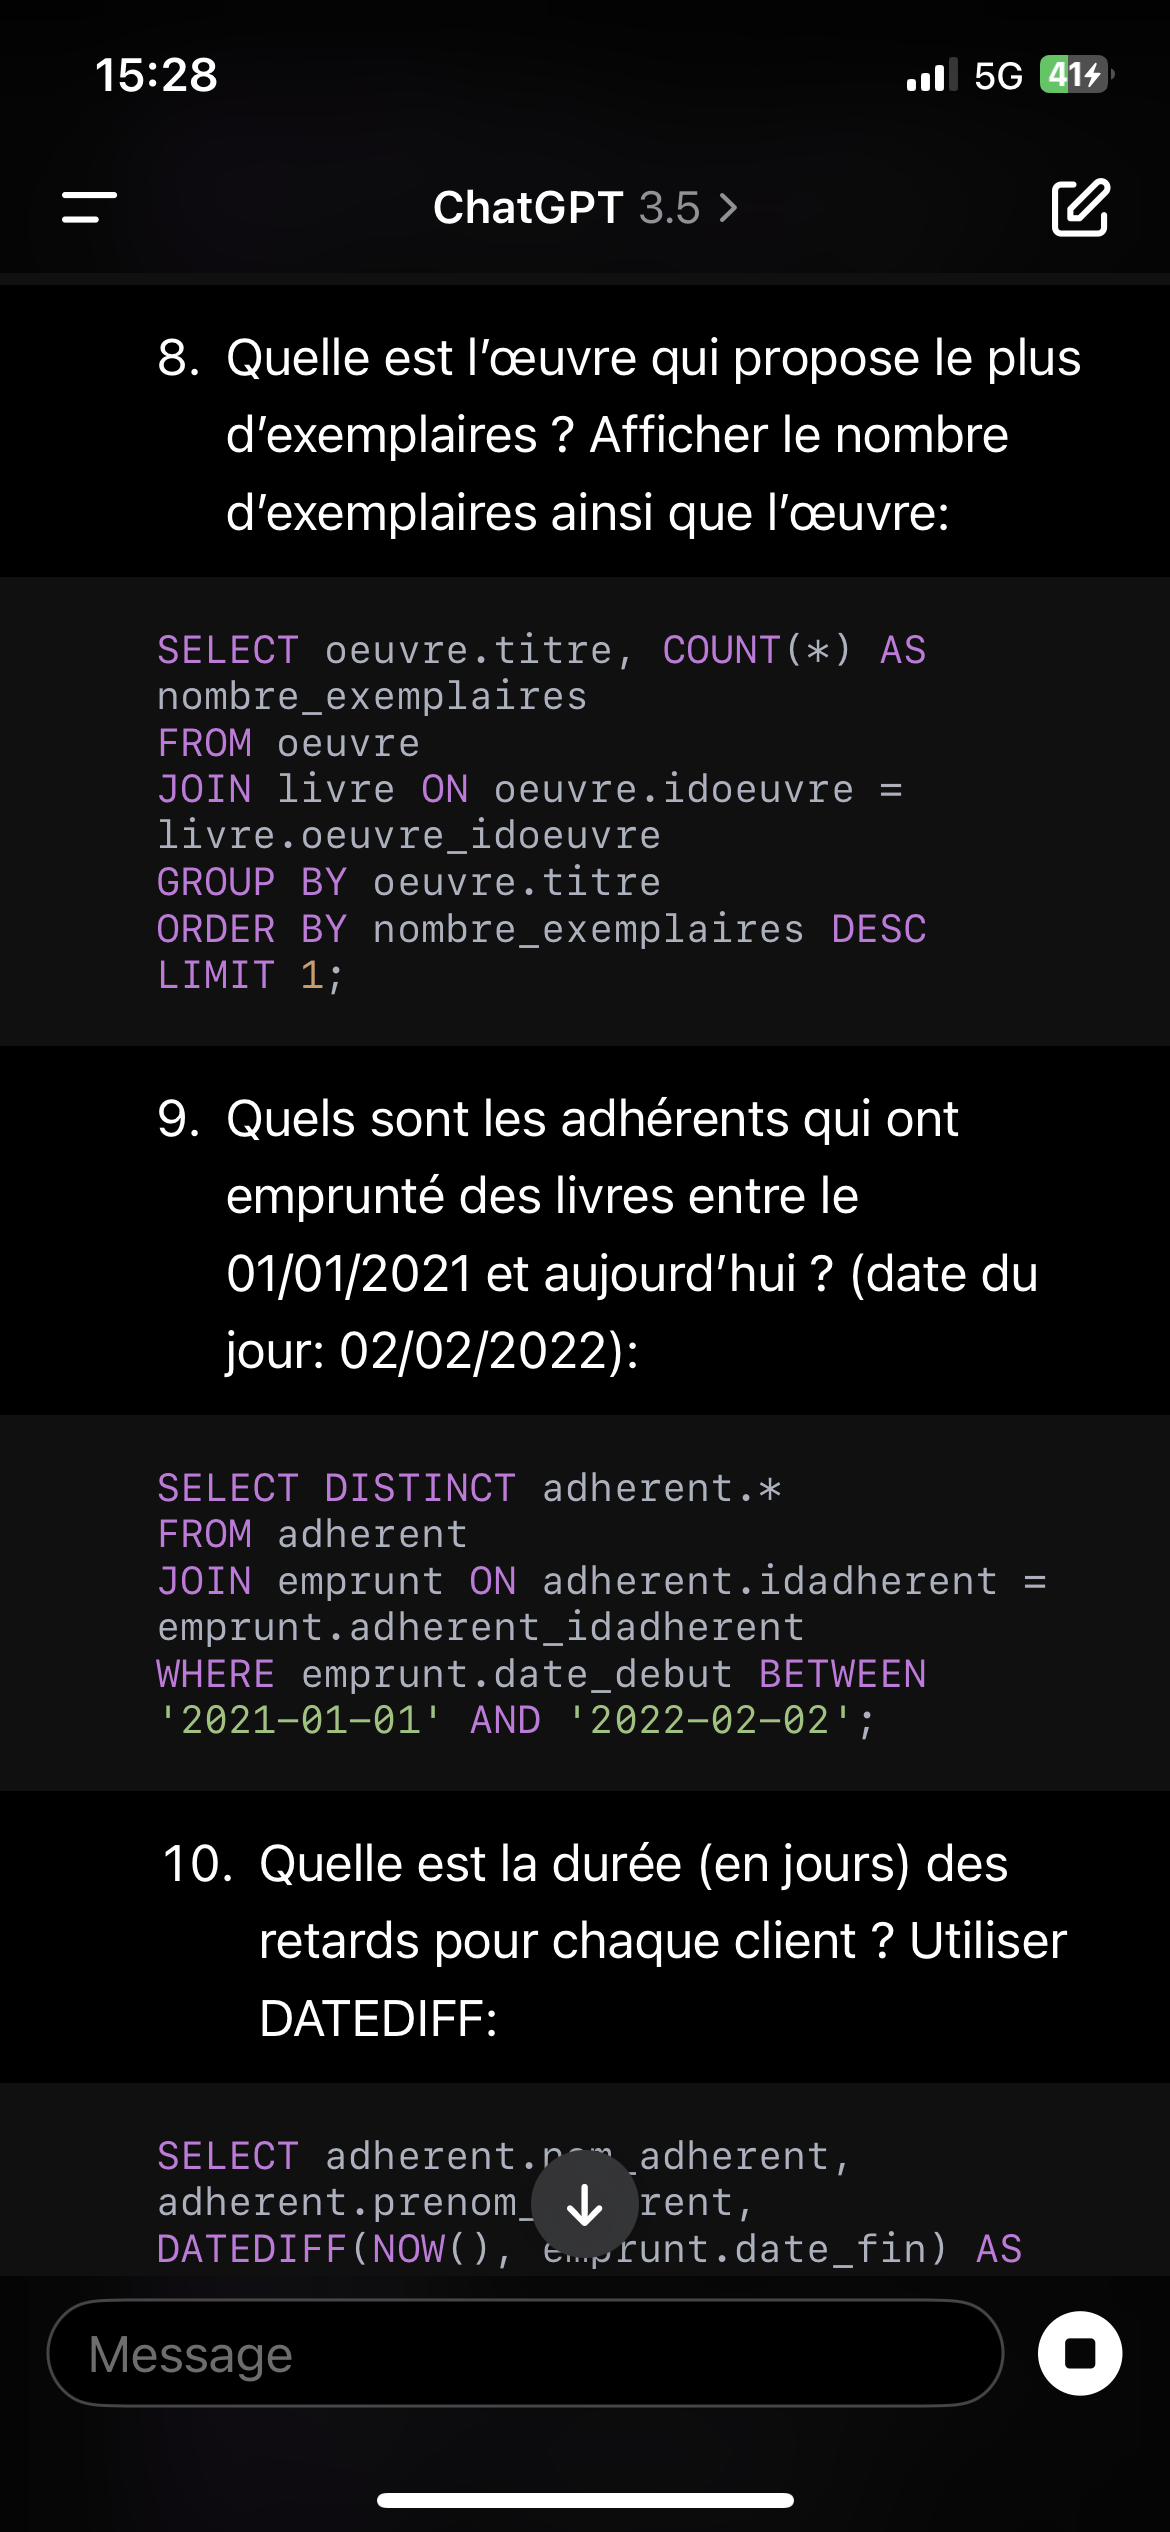 15:28
5G 41
ChatGPT 3.5
8. Quelle est l’œuvre qui propose le plus
d’exemplaires ? Afficher le nombre
d’exemplaires ainsi que l’œuvre:
SELECT oeuvre.titre, COUNT(*) AS
nombre_exemplaires
FROM oeuvre
JOIN livre ON oeuvre.idoeuvre =
livre.oeuvre_idoeuvre
GROUP BY oeuvre.titre
ORDER BY nombre_exemplaires DESC
LIMIT 1;
9. Quels sont les adhérents qui ont
emprunté des livres entre le
01/01/2021 et aujourd’hui ? (date du
jour: 02/02/2022):
SELECT DISTINCT adherent.*
FROM adherent
JOIN emprunt ON adherent.idadherent =
emprunt.adherent_idadherent
WHERE emprunt.date_debut BETWEEN
'2021-01-01' AND '2022-02-02';
10. Quelle est la durée (en jours) des
retards pour chaque client ? Utiliser
DATEDIFF:
SELECT adherent.nom_adherent,
adherent.prenom_ rent,
DATEDIFF(NOW(), emprunt.date_fin) AS
Message